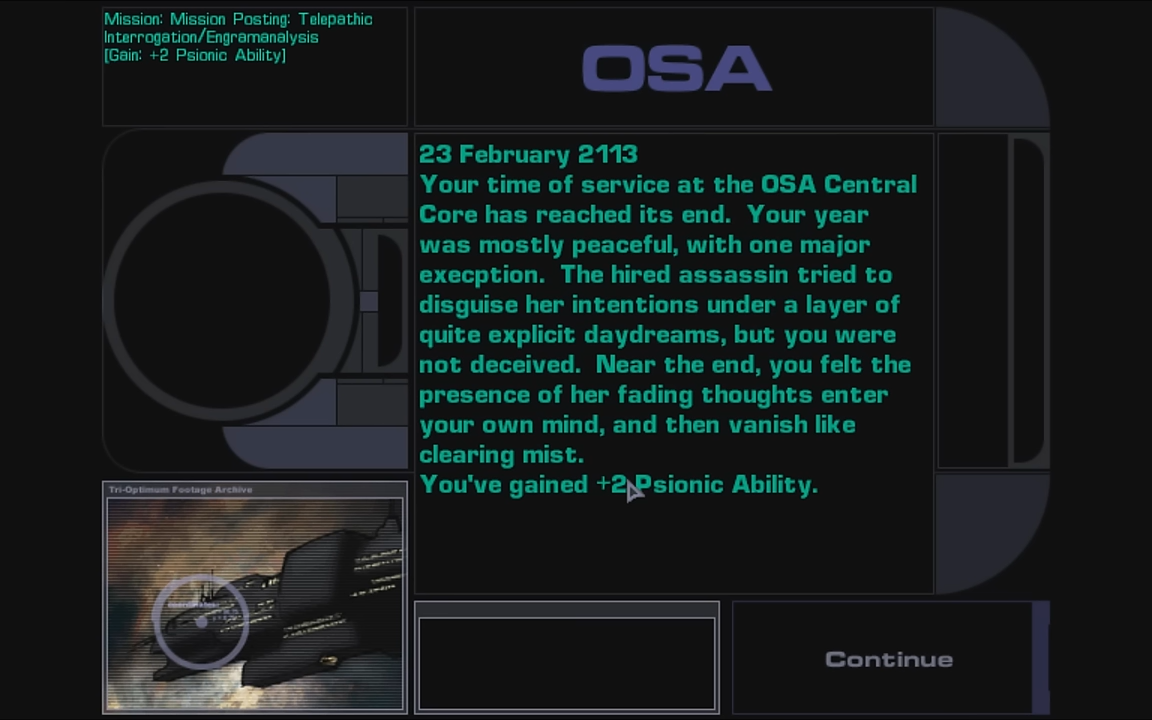 Mission: Mission Posting: Telepathic
Interrogation/Engramanalysis
[Gain: +2 Psionic Ability]
OSA
23 February 2113
Your time of service at the OSA Central
Core has reached its end.  Your year
was mostly peaceful, with one major
execption.  The hired assassin tried to
disguise her intentions under a layer of
quite explicit daydreams, but you were
not deceived.  Near the end, you felt the
presence of her fading thoughts enter
your own mind, and then vanish like
clearing mist.
You've gained +2 Psionic Ability.
Tri-Optimum Footage Archive
Continue